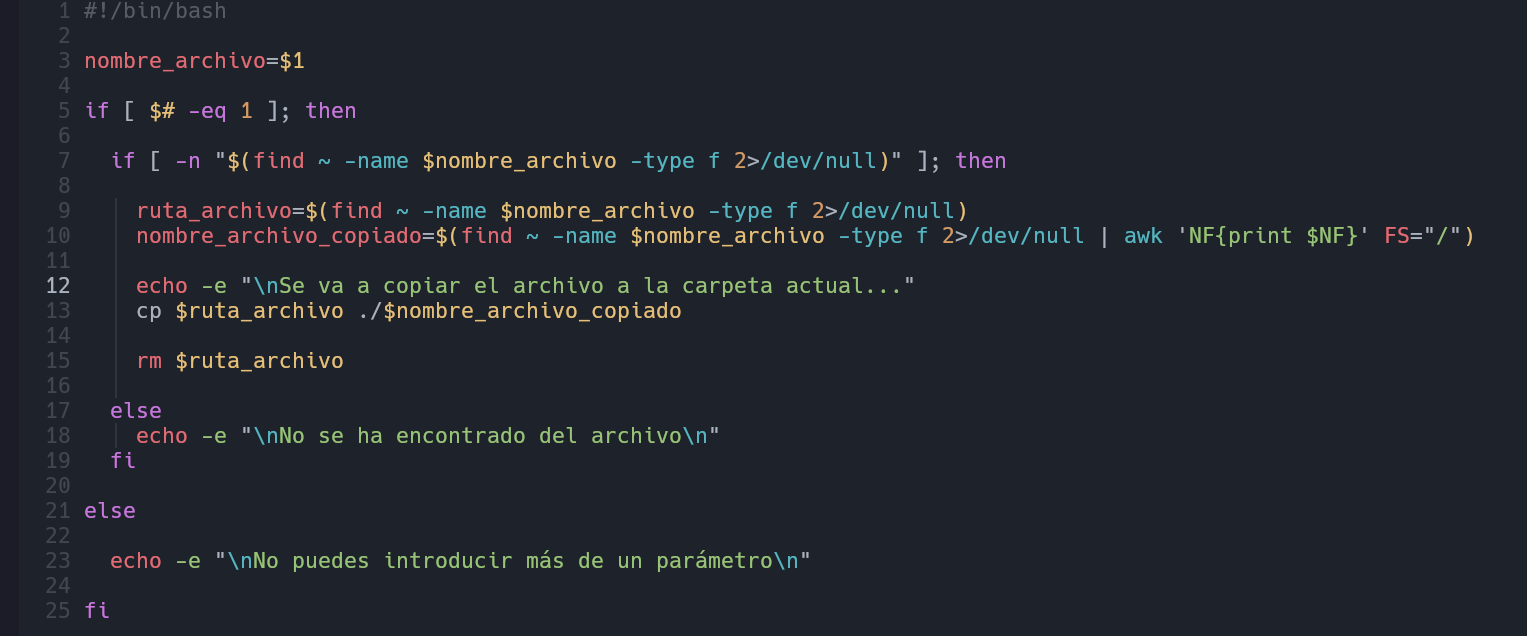 1 #!/bin/bash
2
3 nombre_archivo=$1
4
5 if [ $# -eq 1 ]; then
6
7   if [ -n "$(find ~ -name $nombre_archivo -type f 2>/dev/null)" ]; then
8
9     ruta_archivo=$(find ~ -name $nombre_archivo -type f 2>/dev/null)
10     nombre_archivo_copiado=$(find ~ -name $nombre_archivo -type f 2>/dev/null | awk 'NF{print $NF}' FS="/")
11
12     echo -e "\nSe va a copiar el archivo a la carpeta actual..."
13     cp $ruta_archivo ./$nombre_archivo_copiado
14
15     rm $ruta_archivo
16
17   else
18     echo -e "\nNo se ha encontrado del archivo\n"
19   fi
20
21 else
22
23   echo -e "\nNo puedes introducir más de un parámetro\n"
24
25 fi